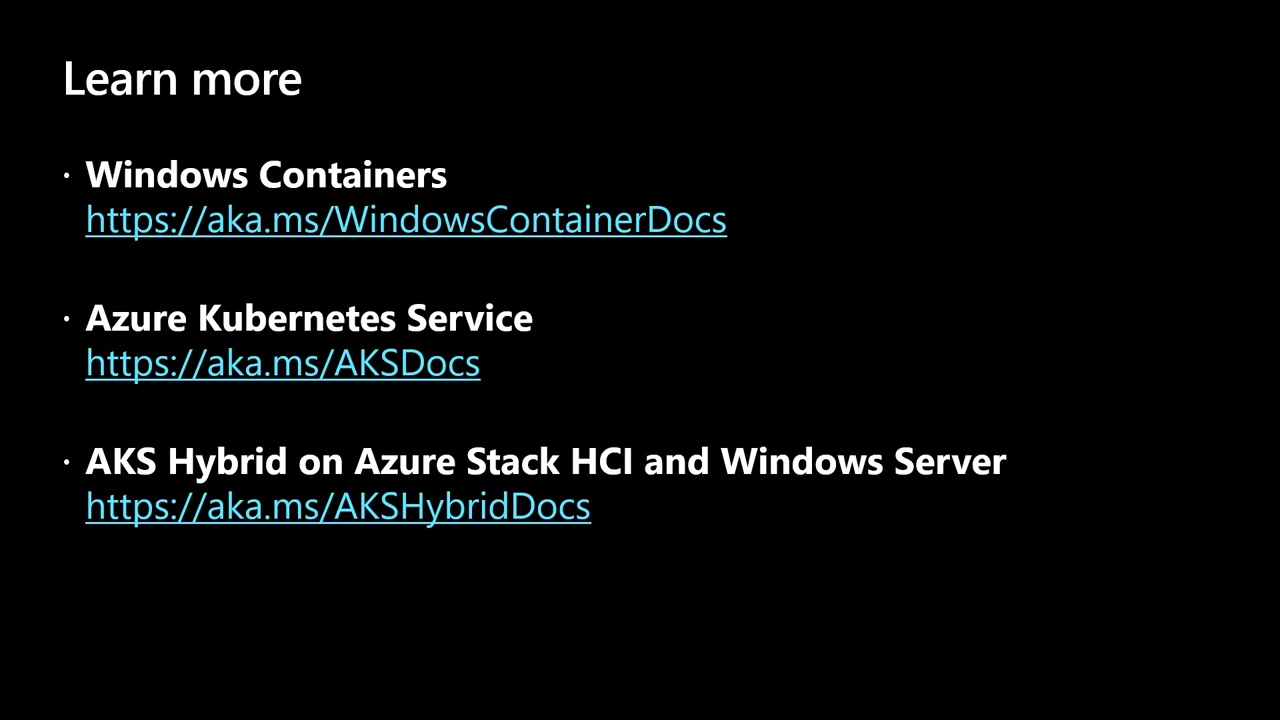 Learn more
· Windows Containers
https://aka.ms/WindowsContainerDocs
· Azure Kubernetes Service
https://aka.ms/AKSDocs
· AKS Hybrid on Azure Stack HCI and Windows Server
https://aka.ms/AKSHybridDocs